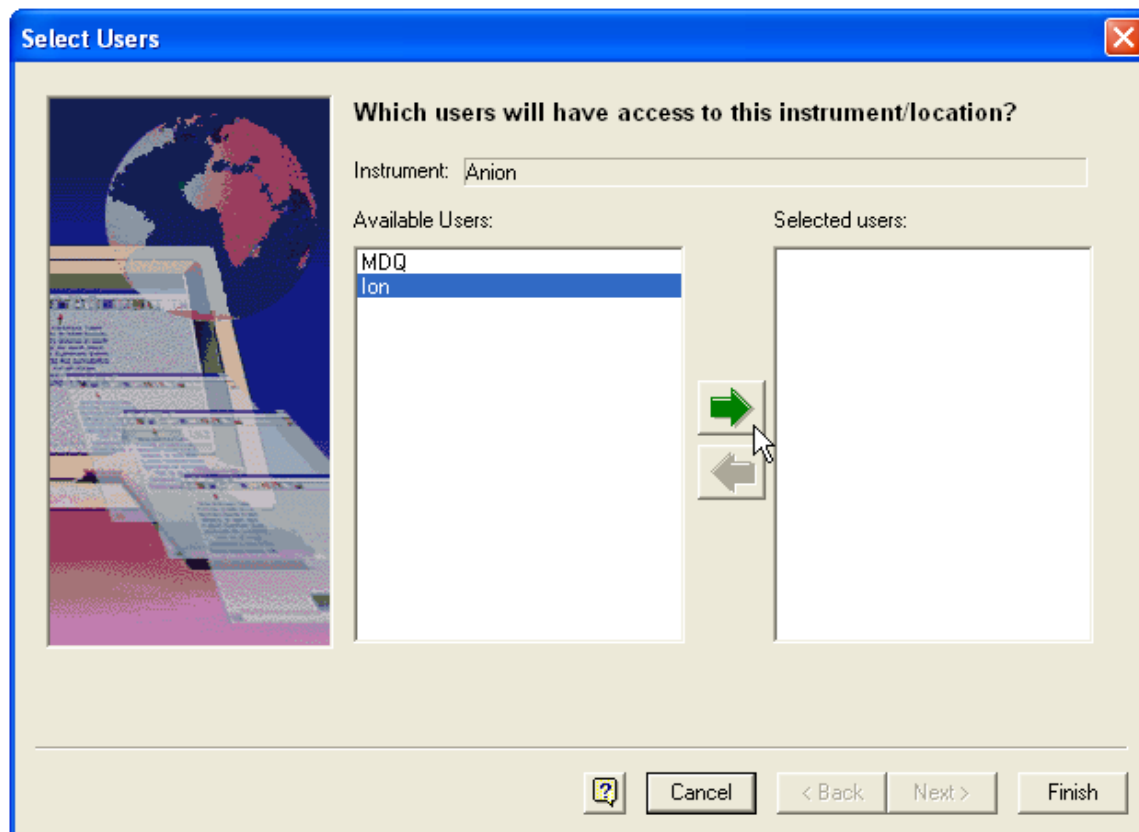 Select Users
Which users will have access to this instrument/location?
Instrument: Anion
Available Users:
Selected users:
MDQ
Ion
Cancel
< Back
Next >
Finish